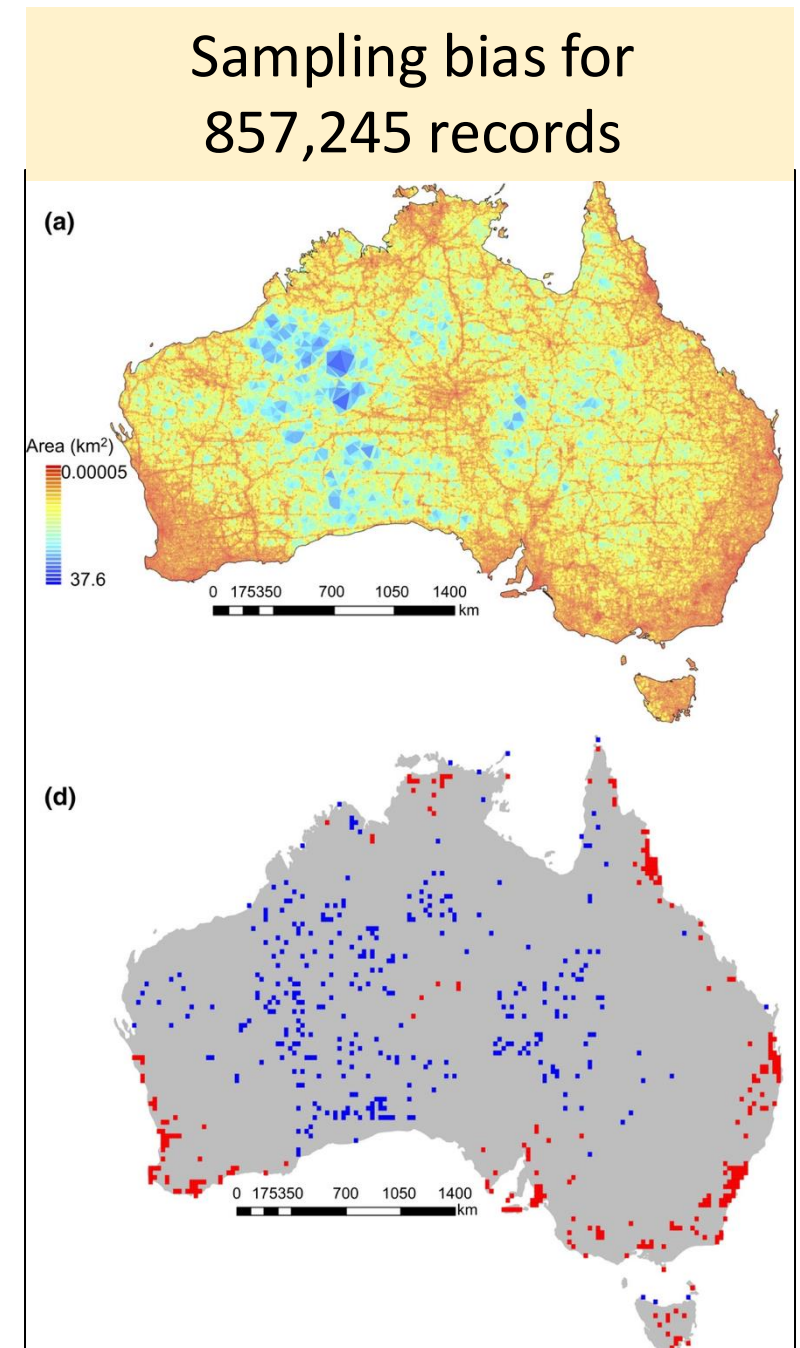 Sampling bias for
857,245 records
(a)
Area (km²)
0.00005
37.6
0 175350 700 1050 1400
km
(d)
0 175350 700 1050 1400
km